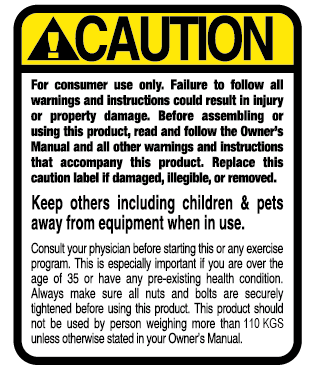 CAUTION
For consumer use only. Failure to follow all
warnings and instructions could result in injury
or property damage. Before assembling or
using this product, read and follow the Owner's
Manual and all other warnings and instructions
that accompany this product. Replace this
caution label if damaged, illegible, or removed.
Keep others including children & pets
away from equipment when in use.
Consult your physician before starting this or any exercise
program. This is especially important if you are over the
age of 35 or have any pre-existing health condition.
Always make sure all nuts and bolts are securely
tightened before using this product. This product should
not be used by person weighing more than 110 KGS
unless otherwise stated in your Owner's Manual.